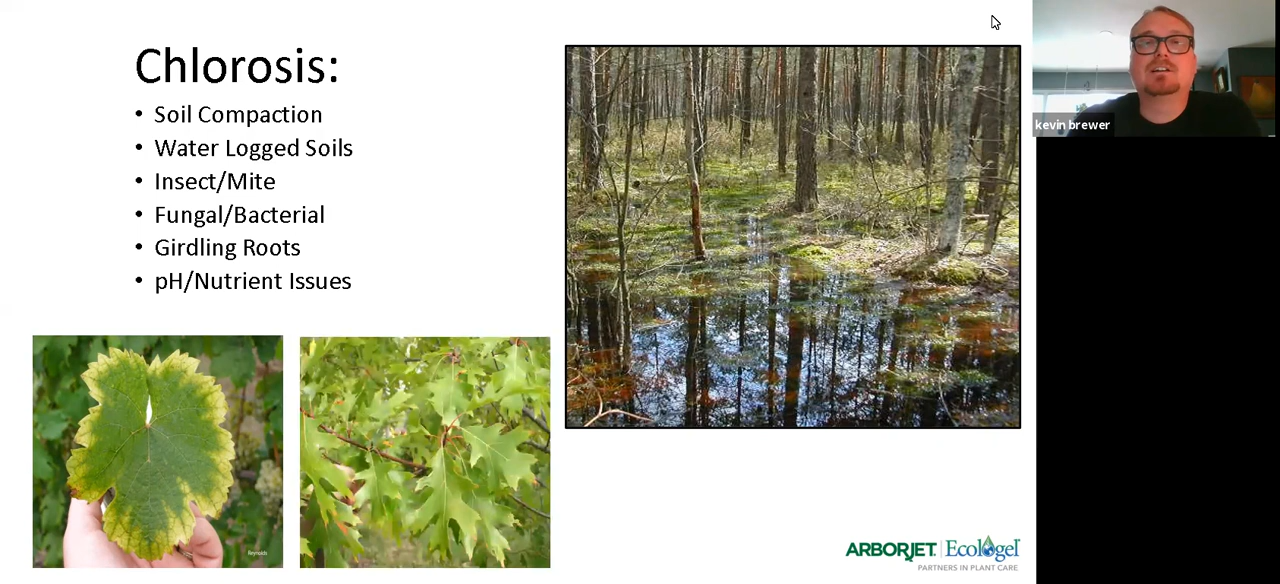 Chlorosis:
• Soil Compaction
• Water Logged Soils
• Insect/Mite
• Fungal/Bacterial
• Girdling Roots
• pH/Nutrient Issues
kevin brewer
Reynolds
ARBORJET. Ecologel
PARTNERS IN PLANT CARE